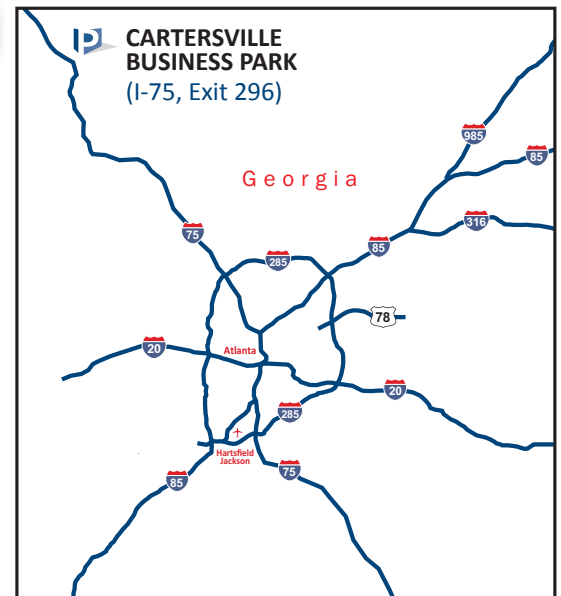 P
CARTERSVILLE
BUSINESS PARK
(I-75, Exit 296)
985
85
Georgia
316
75
85
285
78
20
Atlanta
20
285
Hartsfield
Jackson
75
85